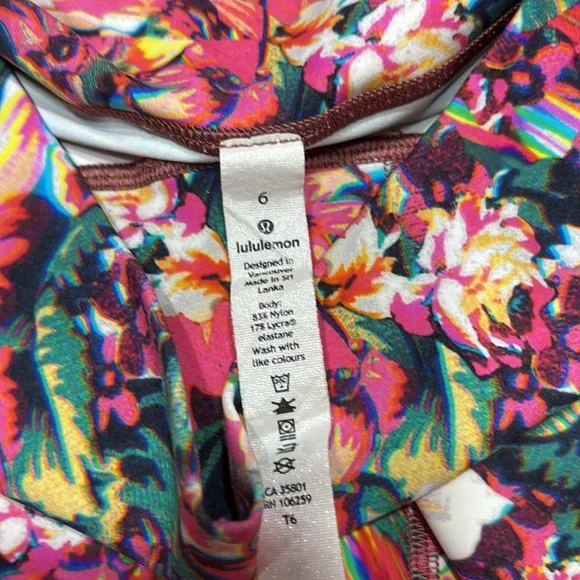 6
lululemon
Designed in
Vancouver
Made in Sri
Lanka
Body:
83% Nylon
17% Lycra®
elastane
Wash with
like colours
CA 35801
RN 106259
T6